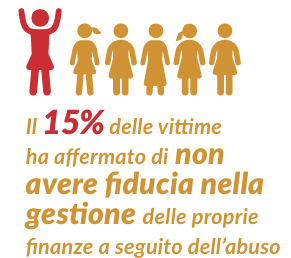 Il 15% delle vittime
ha affermato di non
avere fiducia nella
gestione delle proprie
finanze a seguito dell'abuso